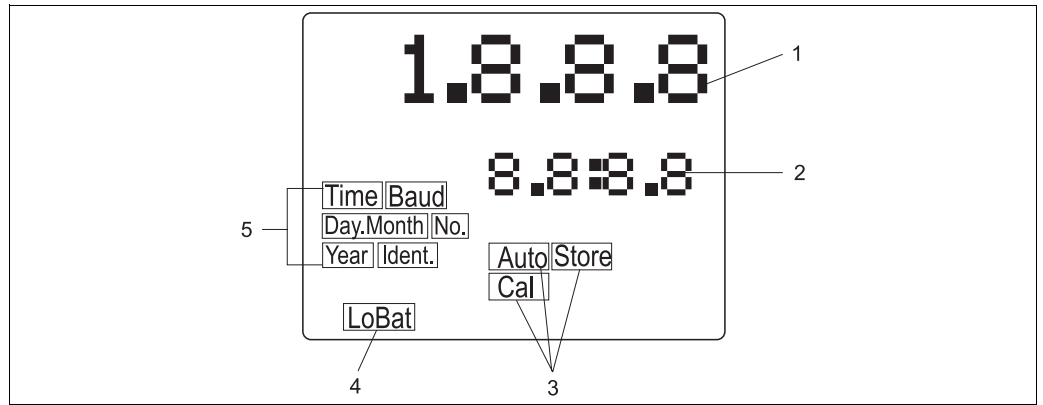 1.8.8.8
1
8.8:8.8
2
Time Baud
5
Day.Month No.
Year Ident.
Auto Store
Cal
LoBat
4
3